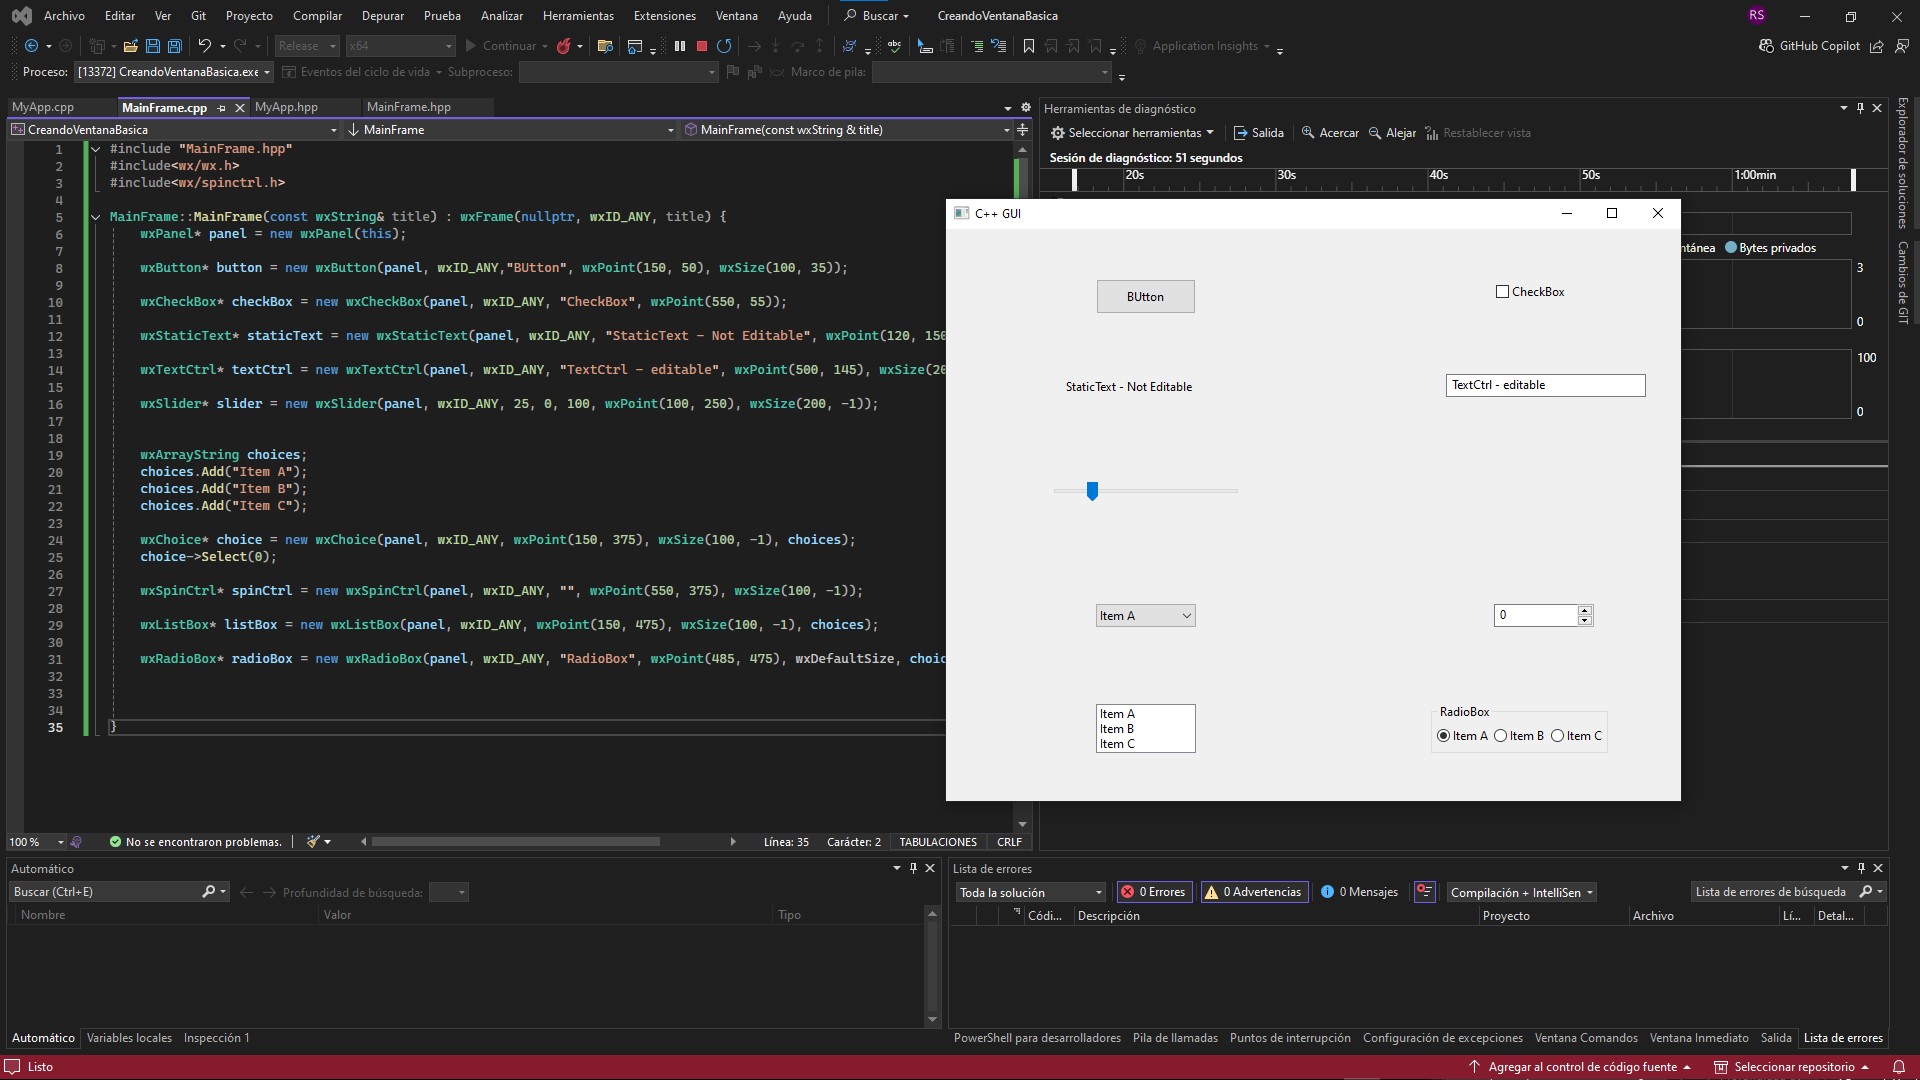 Archivo Editar Ver Git Proyecto Compilar Depurar Prueba Analizar Herramientas Extensiones Ventana Ayuda Buscar CreandoVentanaBasica RS
Release x64 Continuar Application Insights GitHub Copilot
Proceso: [13372] CreandoVentanaBasica.exe Eventos del ciclo de vida Subproceso: Marco de pila:
MyApp.cpp MainFrame.cpp MyApp.hpp MainFrame.hpp
CreandoVentanaBasica MainFrame MainFrame(const wxString & title)
1 #include "MainFrame.hpp"
2 #include<wx/wx.h>
3 #include<wx/spinctrl.h>
4
5 MainFrame::MainFrame(const wxString& title) : wxFrame(nullptr, wxID_ANY, title) {
6 wxPanel* panel = new wxPanel(this);
7
8 wxButton* button = new wxButton(panel, wxID_ANY,"BUtton", wxPoint(150, 50), wxSize(100, 35));
9
10 wxCheckBox* checkBox = new wxCheckBox(panel, wxID_ANY, "CheckBox", wxPoint(550, 55));
11
12 wxStaticText* staticText = new wxStaticText(panel, wxID_ANY, "StaticText - Not Editable", wxPoint(120, 150
13
14 wxTextCtrl* textCtrl = new wxTextCtrl(panel, wxID_ANY, "TextCtrl - editable", wxPoint(500, 145), wxSize(20
15
16 wxSlider* slider = new wxSlider(panel, wxID_ANY, 25, 0, 100, wxPoint(100, 250), wxSize(200, -1));
17
18
19 wxArrayString choices;
20 choices.Add("Item A");
21 choices.Add("Item B");
22 choices.Add("Item C");
23
24 wxChoice* choice = new wxChoice(panel, wxID_ANY, wxPoint(150, 375), wxSize(100, -1), choices);
25 choice->Select(0);
26
27 wxSpinCtrl* spinCtrl = new wxSpinCtrl(panel, wxID_ANY, "", wxPoint(550, 375), wxSize(100, -1));
28
29 wxListBox* listBox = new wxListBox(panel, wxID_ANY, wxPoint(150, 475), wxSize(100, -1), choices);
30
31 wxRadioBox* radioBox = new wxRadioBox(panel, wxID_ANY, "RadioBox", wxPoint(485, 475), wxDefaultSize, choic
32
33
34
35 }
100 % No se encontraron problemas. Línea: 35 Carácter: 2 TABULACIONES CRLF
Herramientas de diagnóstico
Seleccionar herramientas Salida Acercar Alejar Restablecer vista
Sesión de diagnóstico: 51 segundos
20s 30s 40s 50s 1:00min
ntánea Bytes privados
3
0
100
0
C++ GUI
BUtton CheckBox
StaticText - Not Editable TextCtrl - editable
Item A 0
Item A
Item B
Item C
RadioBox
Item A Item B Item C
Explorador de soluciones
Cambios de GIT
Automático
Buscar (Ctrl+E) Profundidad de búsqueda:
Nombre Valor Tipo
Automático Variables locales Inspección 1
Lista de errores
Toda la solución 0 Errores 0 Advertencias 0 Mensajes Compilación + IntelliSen Lista de errores de búsqueda
Códi... Descripción Proyecto Archivo Lí... Detal...
PowerShell para desarrolladores Pila de llamadas Puntos de interrupción Configuración de excepciones Ventana Comandos Ventana Inmediato Salida Lista de errores
Listo Agregar al control de código fuente Seleccionar repositorio